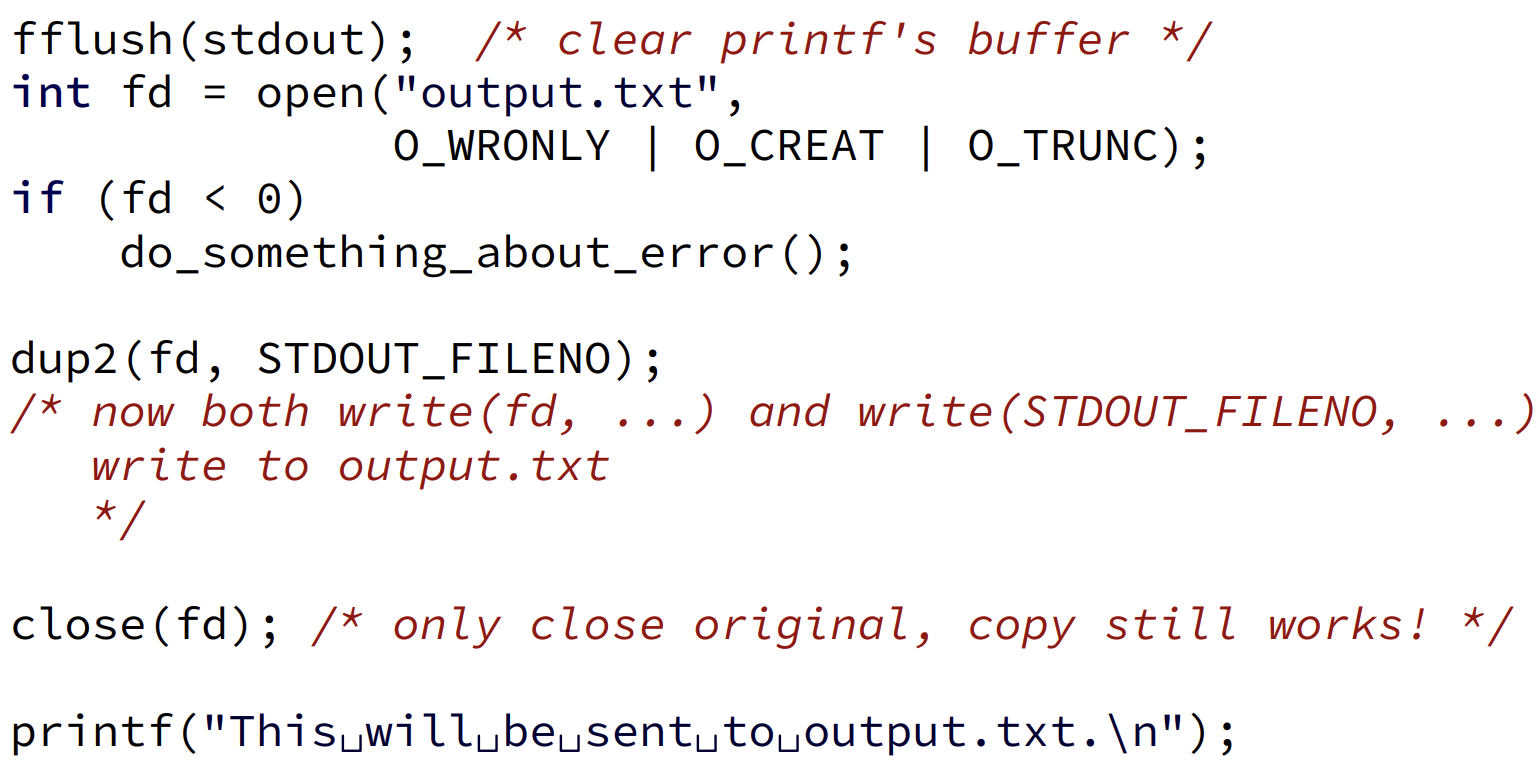 fflush(stdout);  /* clear printf's buffer */
int fd = open("output.txt",
              O_WRONLY | O_CREAT | O_TRUNC);
if (fd < 0)
    do_something_about_error();

dup2(fd, STDOUT_FILENO);
/* now both write(fd, ...) and write(STDOUT_FILENO, ...)
   write to output.txt
   */

close(fd); /* only close original, copy still works! */

printf("This␣will␣be␣sent␣to␣output.txt.\n");